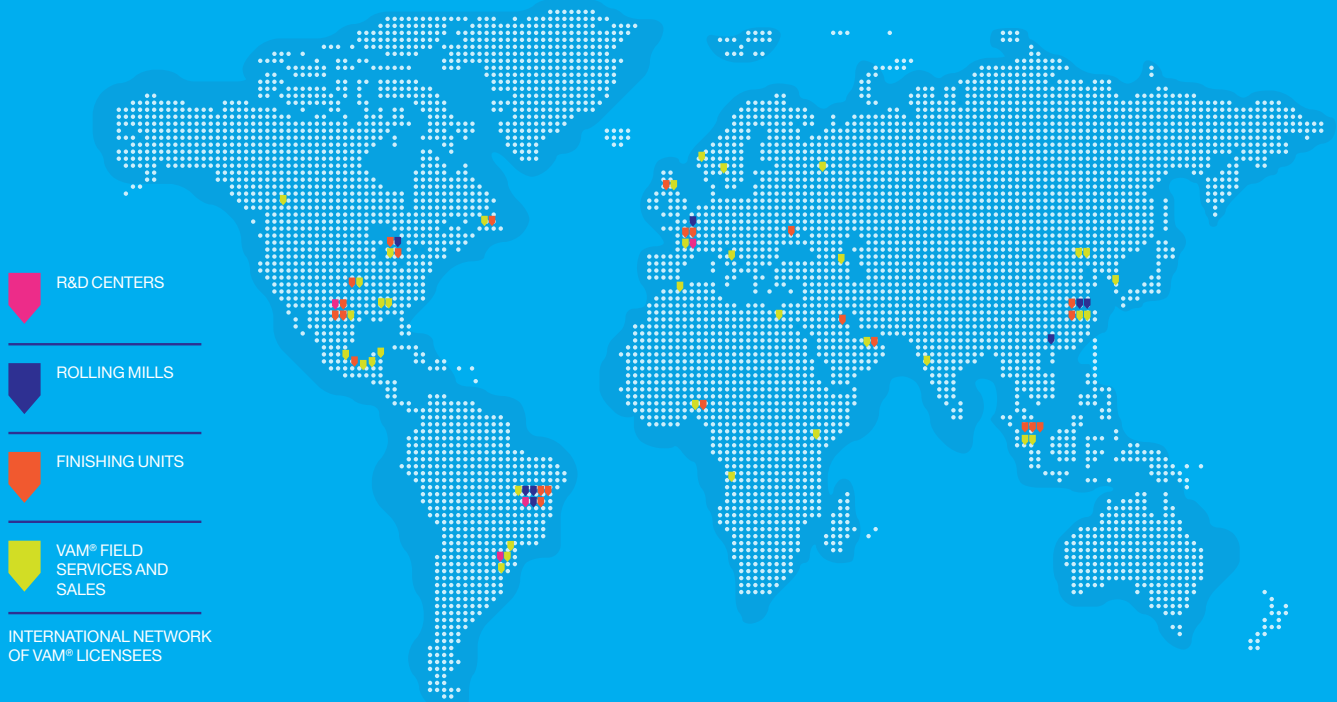 R&D CENTERS
ROLLING MILLS
FINISHING UNITS
VAM® FIELD
SERVICES AND
SALES
INTERNATIONAL NETWORK
OF VAM® LICENSEES